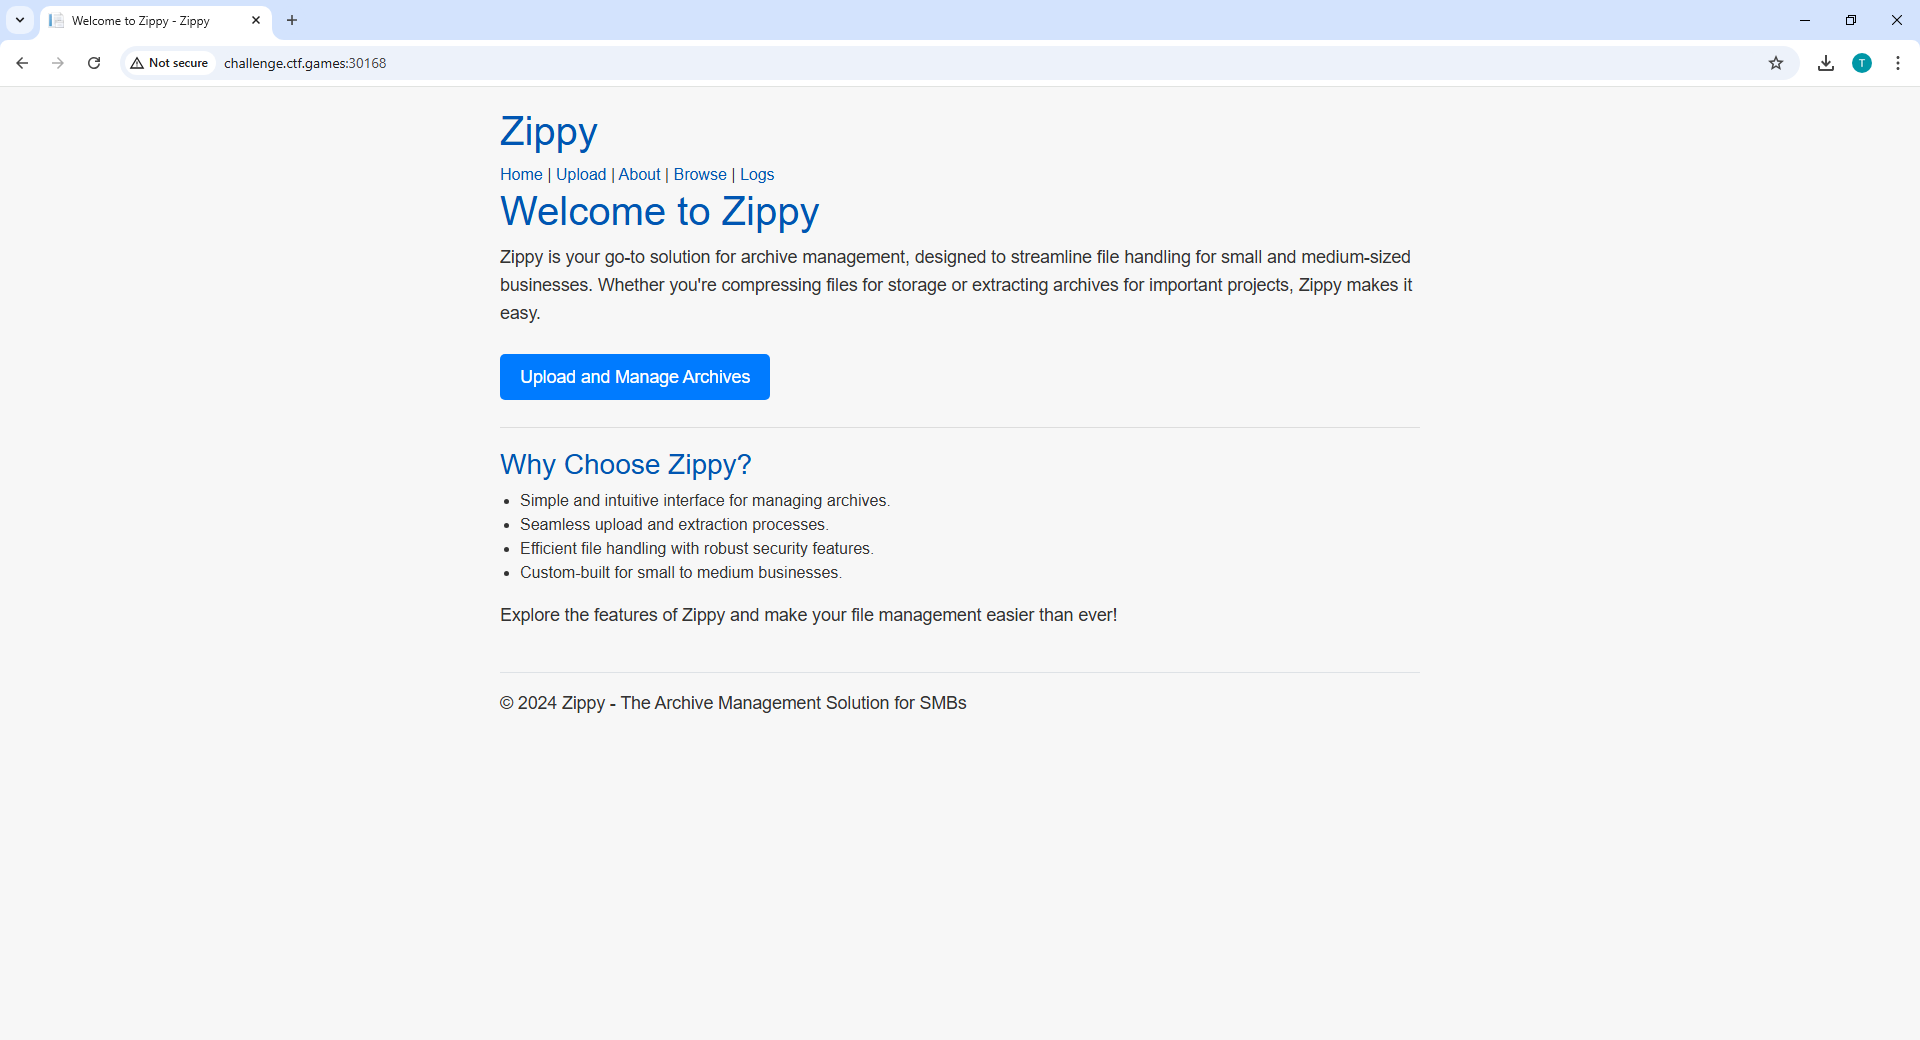 Welcome to Zippy - Zippy
Not secure challenge.ctf.games:30168 T
Zippy
Home | Upload | About | Browse | Logs
Welcome to Zippy
Zippy is your go-to solution for archive management, designed to streamline file handling for small and medium-sized
businesses. Whether you're compressing files for storage or extracting archives for important projects, Zippy makes it
easy.
Upload and Manage Archives
Why Choose Zippy?
Simple and intuitive interface for managing archives.
Seamless upload and extraction processes.
Efficient file handling with robust security features.
Custom-built for small to medium businesses.
Explore the features of Zippy and make your file management easier than ever!
© 2024 Zippy - The Archive Management Solution for SMBs